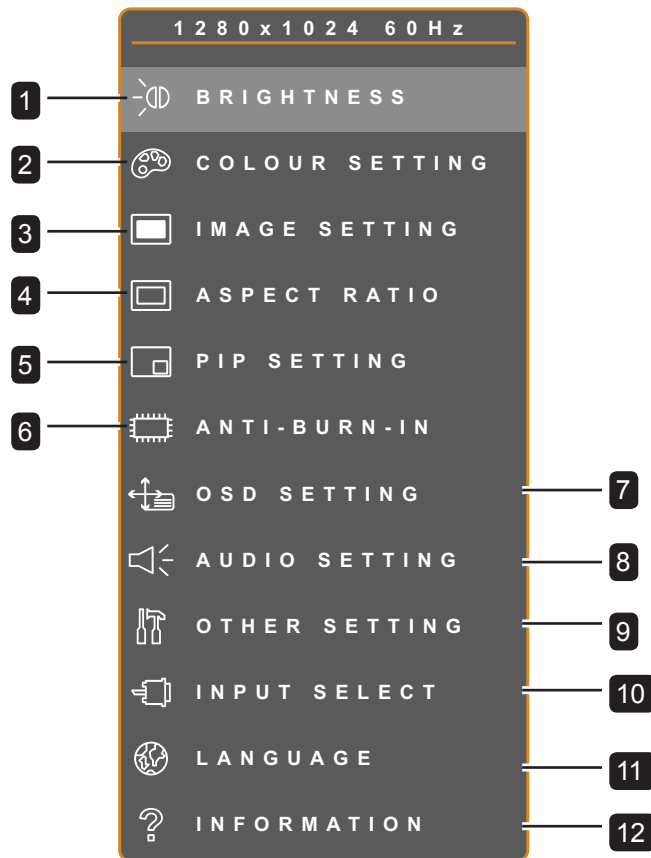 1280x1024 60Hz
1 BRIGHTNESS
2 COLOUR SETTING
3 IMAGE SETTING
4 ASPECT RATIO
5 PIP SETTING
6 ANTI-BURN-IN
OSD SETTING 7
AUDIO SETTING 8
OTHER SETTING 9
INPUT SELECT 10
LANGUAGE 11
INFORMATION 12